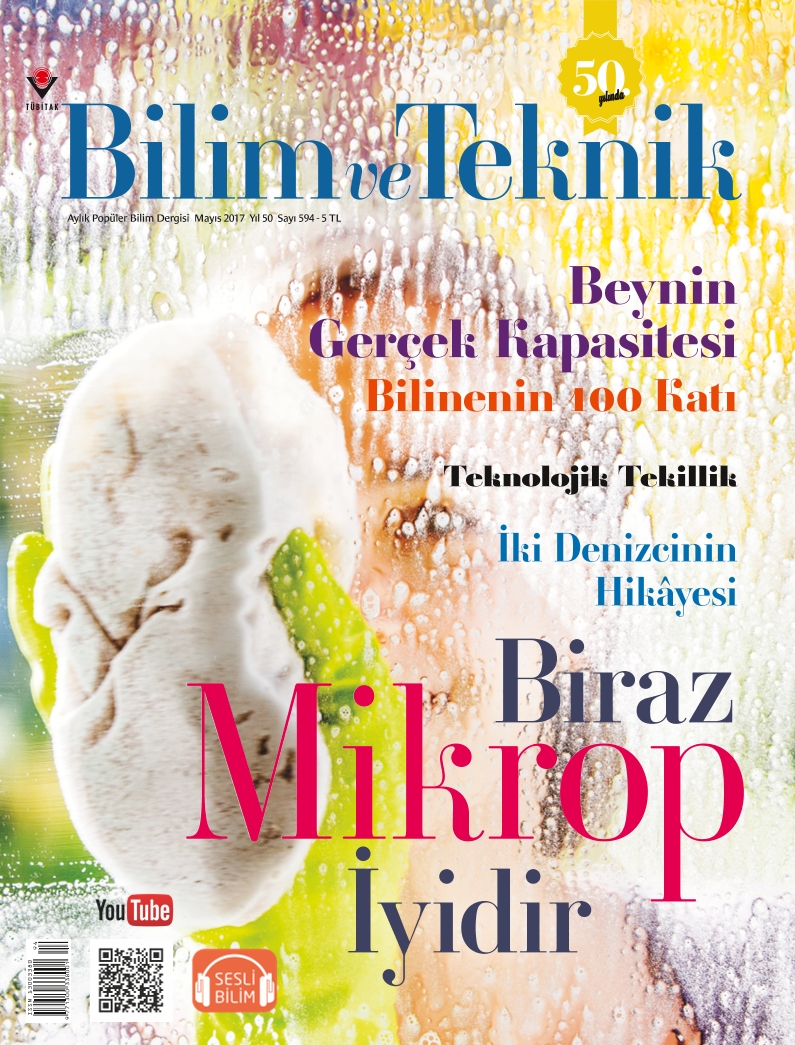 50
yılında
TÜBİTAK
Bilim ve Teknik
Aylık Popüler Bilim Dergisi Mayıs 2017 Yıl 50 Sayı 594 - 5 TL
Beynin
Gerçek Kapasitesi
Bilinenin 100 Katı
Teknolojik Tekillik
İki Denizcinin
Hikâyesi
Biraz
Mikrop
İyidir
YouTube
SESLİ
BİLİM